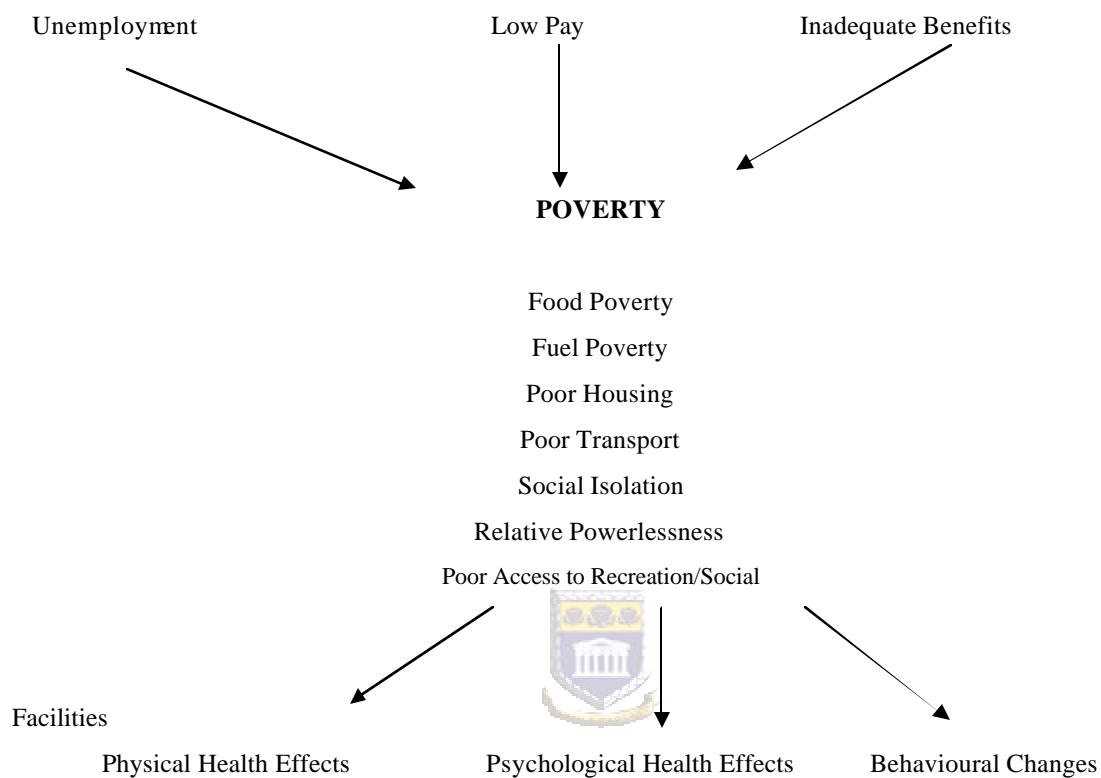 Unemployment Low Pay Inadequate Benefits
POVERTY
Food Poverty
Fuel Poverty
Poor Housing
Poor Transport
Social Isolation
Relative Powerlessness
Poor Access to Recreation/Social
Facilities
Physical Health Effects Psychological Health Effects Behavioural Changes